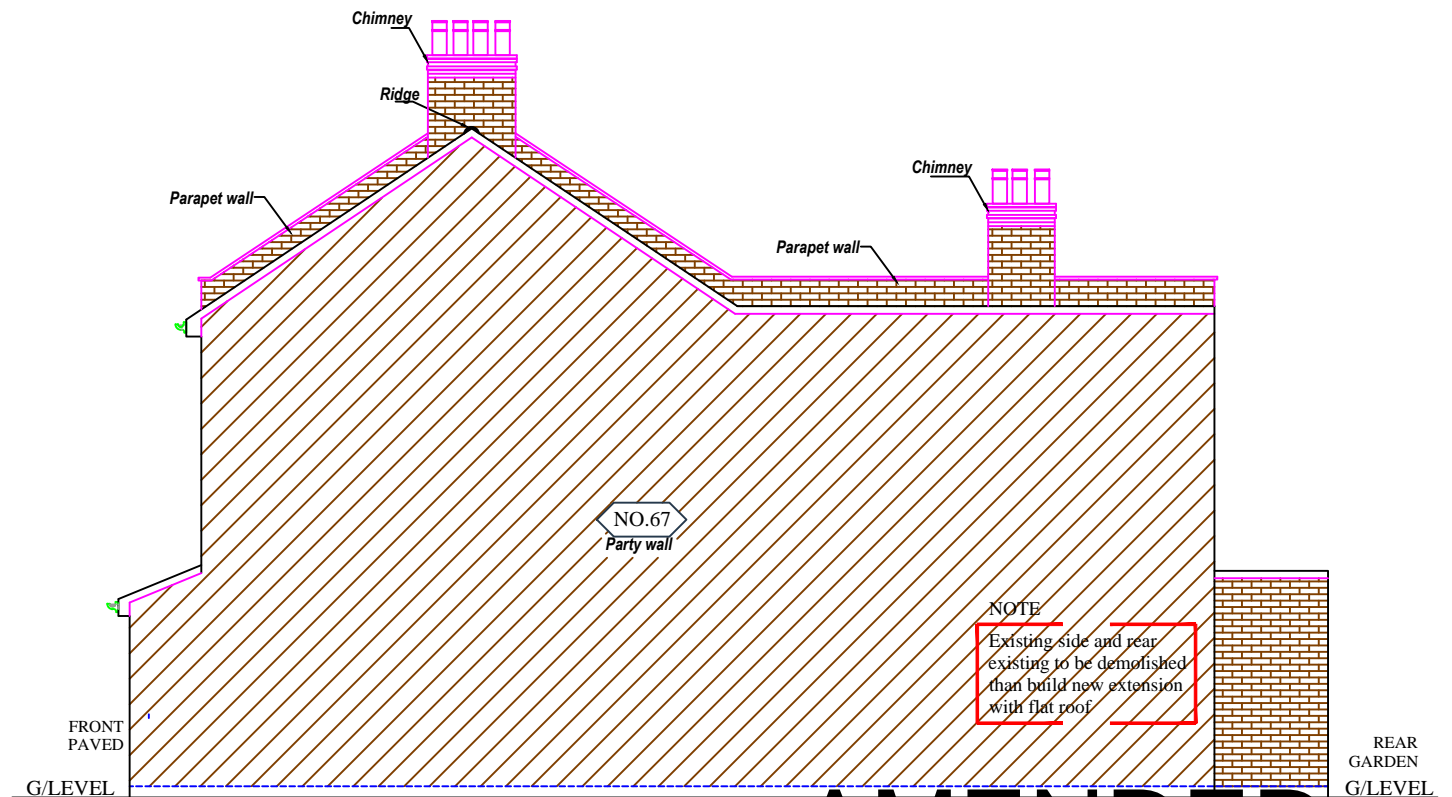 Chimney
Ridge
Parapet wall
Chimney
Parapet wall
NO.67
Party wall
NOTE
Existing side and rear
existing to be demolished
than build new extension
with flat roof
FRONT
PAVED
REAR
GARDEN
G/LEVEL
AMENDED
G/LEVEL